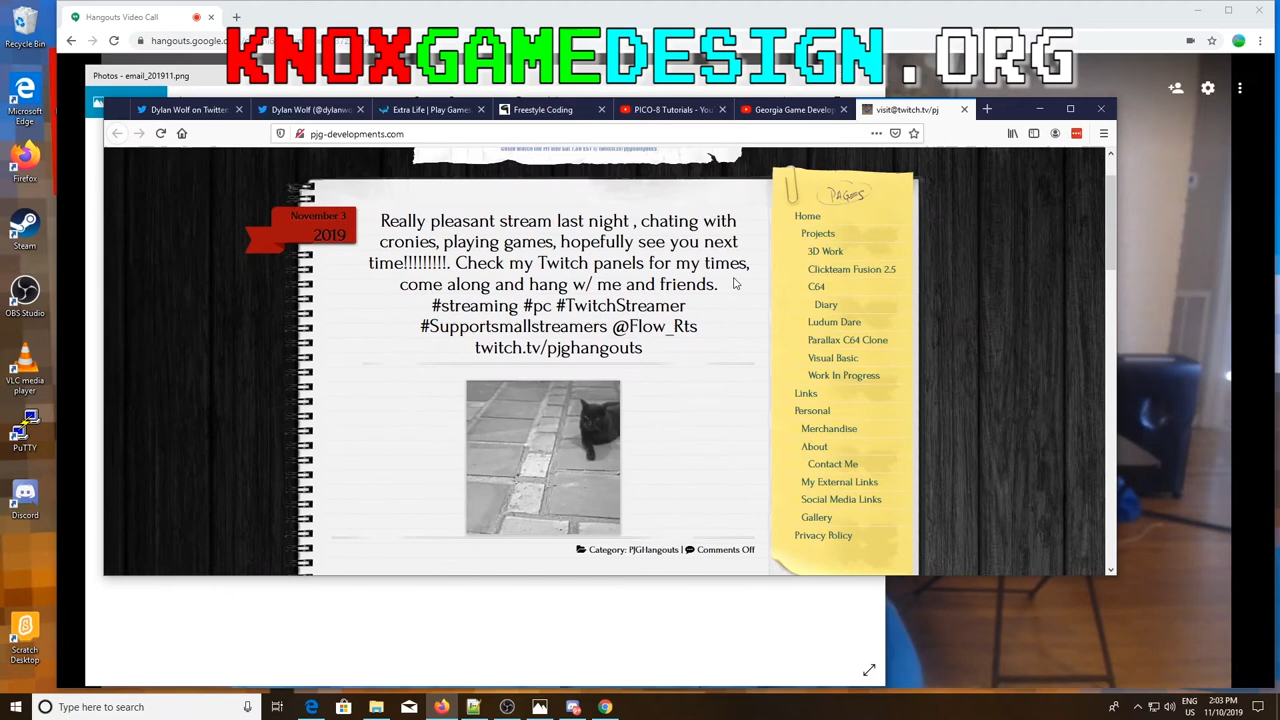 Hangouts Video Call
hangouts.google.c
KNOXGAMEDESIGN.ORG
Photos - email_201911.png
Dylan Wolf on Twitter
Dylan Wolf (@dylanwo
Extra Life | Play Games
Freestyle Coding
PICO-8 Tutorials - You
Georgia Game Develop
visit@twitch.tv/pj
pjg-developments.com
November 3
2019
Really pleasant stream last night , chating with
cronies, playing games, hopefully see you next
time!!!!!!!!!. Check my Twitch panels for my times,
come along and hang w/ me and friends.
#streaming #pc #TwitchStreamer
#Supportsmallstreamers @Flow_Rts
twitch.tv/pjghangouts
Category: PJGHangouts | Comments Off
PAGES
Home
Projects
3D Work
Clickteam Fusion 2.5
C64
Diary
Ludum Dare
Parallax C64 Clone
Visual Basic
Work In Progress
Links
Personal
Merchandise
About
Contact Me
My External Links
Social Media Links
Gallery
Privacy Policy
Recycle Bin
Steam
OBS Studio
VLC media
player
Discord
Scratch
Desktop
Type here to search
ENG
US
2:03 PM
11/10/2019